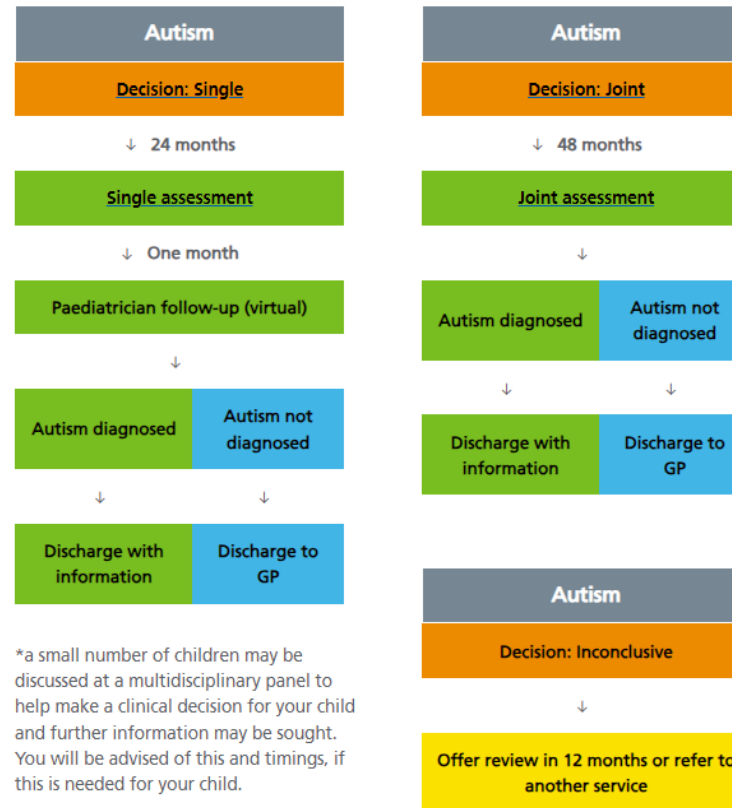 Autism
Decision: Single
↓ 24 months
Single assessment
↓ One month
Paediatrician follow-up (virtual)
↓
Autism diagnosed
Autism not
diagnosed
↓ ↓
Discharge with
information
Discharge to
GP
*a small number of children may be
discussed at a multidisciplinary panel to
help make a clinical decision for your child
and further information may be sought.
You will be advised of this and timings, if
this is needed for your child.
Autism
Decision: Joint
↓ 48 months
Joint assessment
↓
Autism diagnosed
Autism not
diagnosed
↓ ↓
Discharge with
information
Discharge to
GP
Autism
Decision: Inconclusive
↓
Offer review in 12 months or refer to
another service